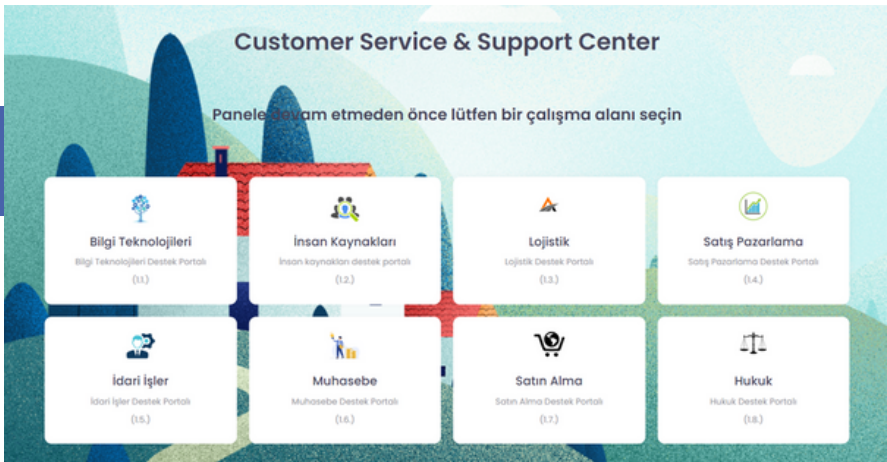 Customer Service & Support Center
Panele devam etmeden önce lütfen bir çalışma alanı seçin
Bilgi Teknolojileri
Bilgi Teknolojileri Destek Portalı
(1.1.)
İnsan Kaynakları
İnsan kaynakları destek portalı
(1.2.)
Lojistik
Lojistik Destek Portalı
(1.3.)
Satış Pazarlama
Satış Pazarlama Destek Portalı
(1.4.)
İdari İşler
İdari İşler Destek Portalı
(1.5.)
Muhasebe
Muhasebe Destek Portalı
(1.6.)
Satın Alma
Satın Alma Destek Portalı
(1.7.)
Hukuk
Hukuk Destek Portalı
(1.8.)